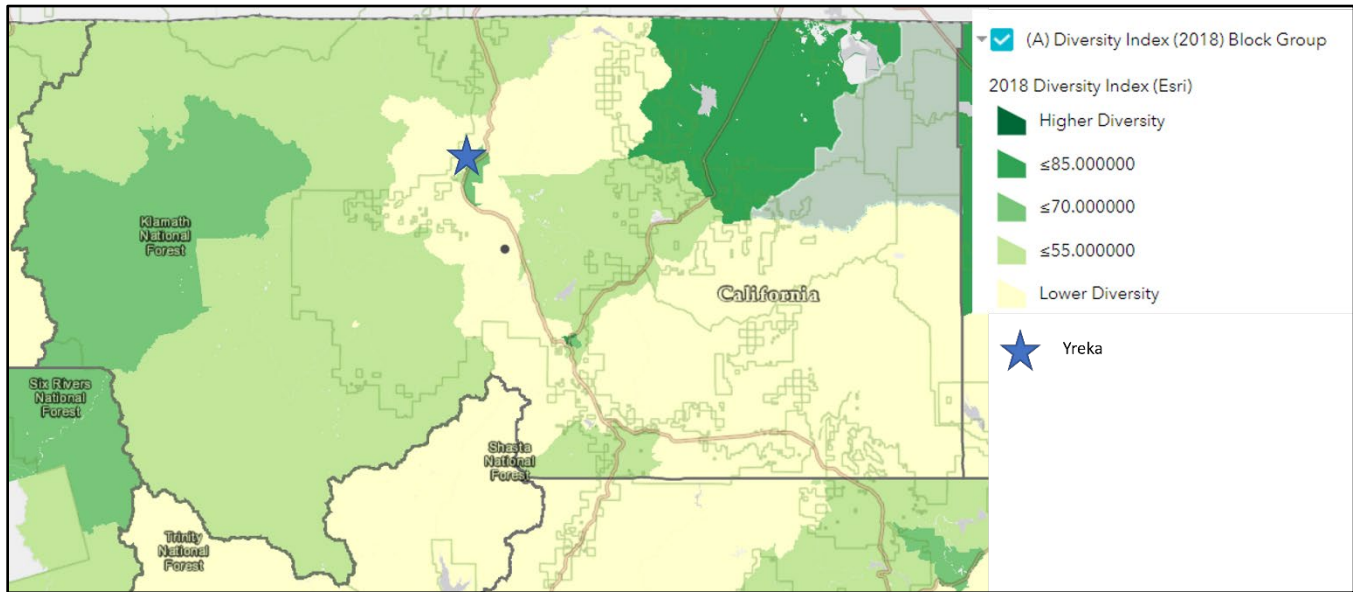 (A) Diversity Index (2018) Block Group
2018 Diversity Index (Esri)
Higher Diversity
≤85.000000
≤70.000000
≤55.000000
Lower Diversity
Yreka
Klamath
National
Forest
California
Six Rivers
National
Forest
Shasta
National
Forest
Trinity
National
Forest